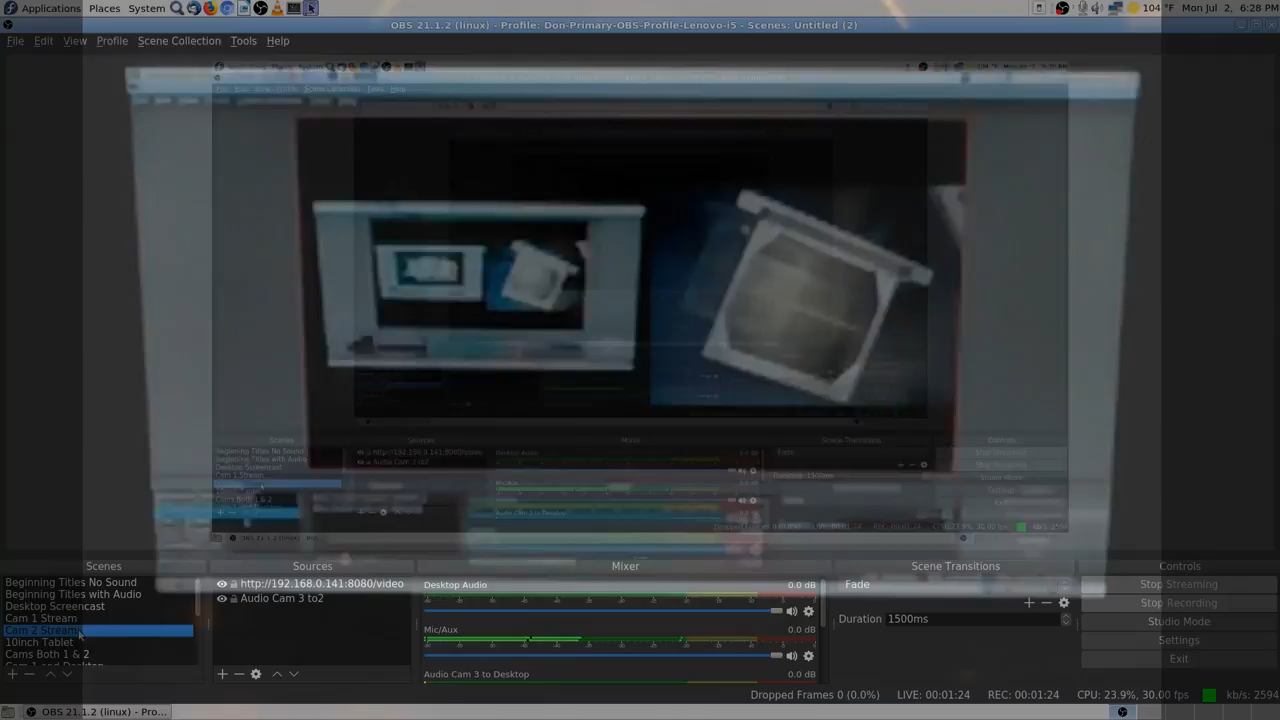 Applications Places System 104 °F Mon Jul 2, 6:28 PM
OBS 21.1.2 (linux) - Profile: Don-Primary-OBS-Profile-Lenovo-i5 - Scenes: Untitled (2)
File Edit View Profile Scene Collection Tools Help
Scenes
Beginning Titles No Sound
Beginning Titles with Audio
Desktop Screencast
Cam 1 Stream
Cam 2 Stream
10inch Tablet
Cams Both 1 & 2
Cam 1 and Desktop
Sources
http://192.168.0.141:8080/video
Audio Cam 3 to2
Mixer
Desktop Audio 0.0 dB
Mic/Aux 0.0 dB
Audio Cam 3 to Desktop 0.0 dB
Scene Transitions
Fade
Duration 1500ms
Controls
Stop Streaming
Stop Recording
Studio Mode
Settings
Exit
Dropped Frames 0 (0.0%) LIVE: 00:01:24 REC: 00:01:24 CPU: 23.9%, 30.00 fps kb/s: 2594
OBS 21.1.2 (linux) - Pro...